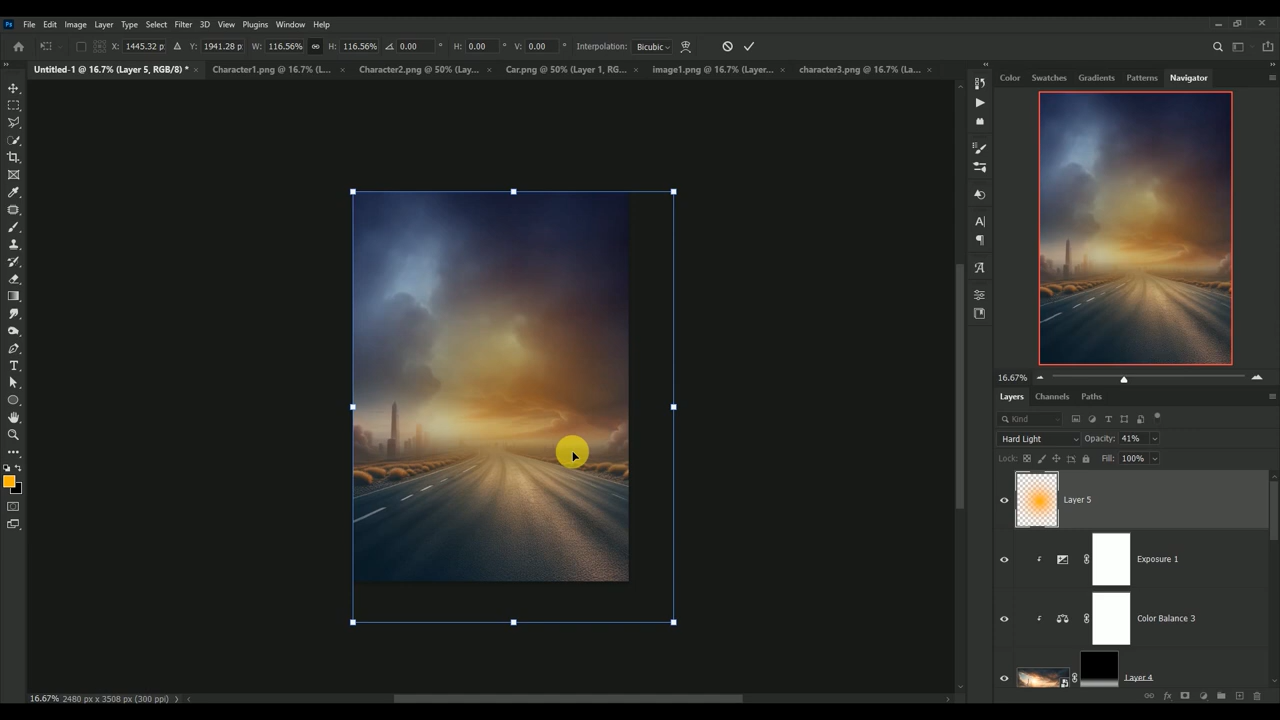 Ps File Edit Image Layer Type Select Filter 3D View Plugins Window Help
X: 1445.32 p Y: 1941.28 p W: 116.56% H: 116.56% 0.00 ° H: 0.00 ° V: 0.00 ° Interpolation: Bicubic
Untitled-1 @ 16.7% (Layer 5, RGB/8) * × Character1.png @ 16.7% (L... × Character2.png @ 50% (Lay... × Car.png @ 50% (Layer 1, RG... × image1.png @ 16.7% (Layer... × character3.png @ 16.7% (La... ×
Color Swatches Gradients Patterns Navigator
16.67%
Layers Channels Paths
Kind
Hard Light Opacity: 41%
Lock: Fill: 100%
Layer 5
Exposure 1
Color Balance 3
Layer 4
16.67% 2480 px x 3508 px (300 ppi)